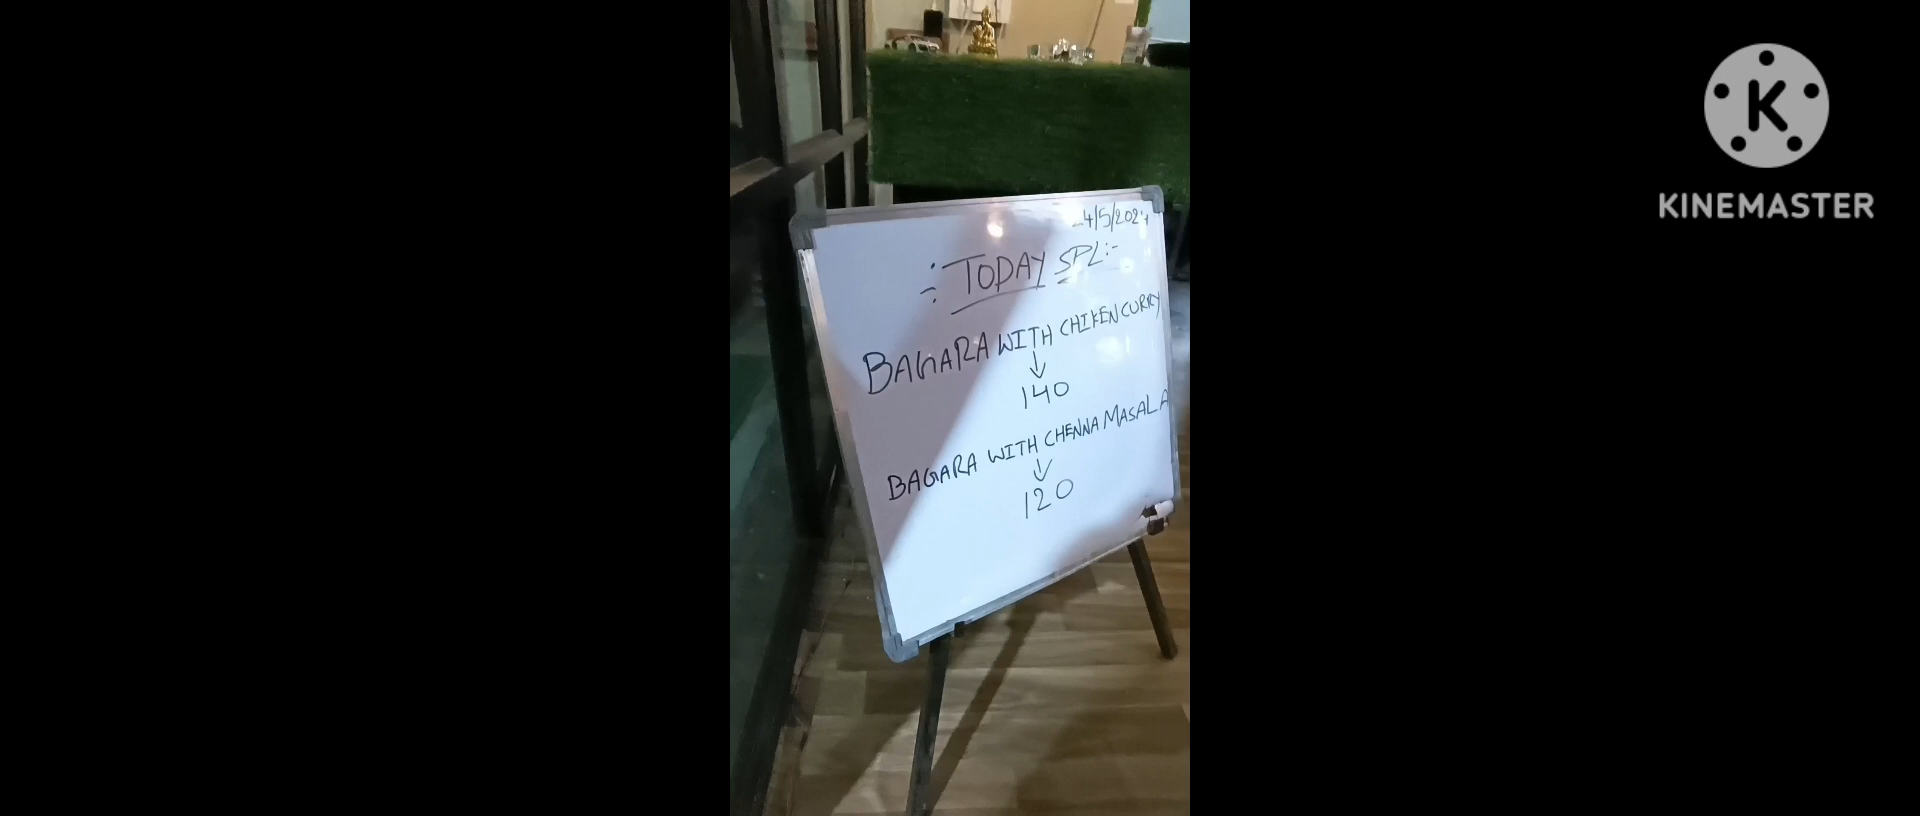 4/5/2024
:- TODAY SPL:-
BAGARA WITH CHIKEN CURRY
↓
140
BAGARA WITH CHENNA MASALA
↓
120
K
KINEMASTER